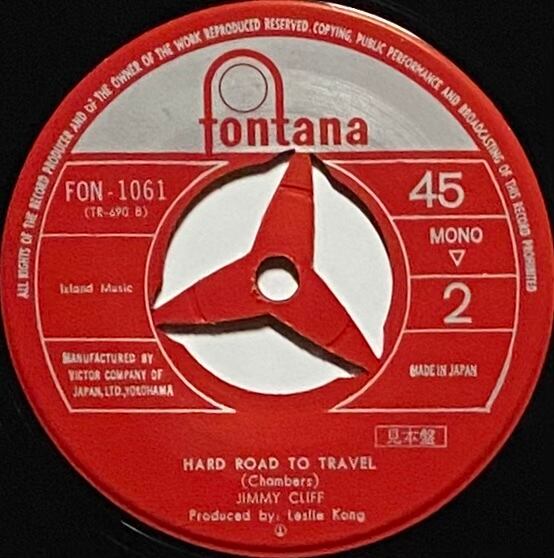 ALL RIGHTS OF THE RECORD PRODUCER AND OF THE OWNER OF THE WORK REPRODUCED RESERVED. COPYING, PUBLIC PERFORMANCE AND BROADCASTING OF THIS RECORD PROHIBITED
fontana
FON-1061
(TR-690 B)
45
MONO
▽
2
Island Music
MANUFACTURED BY
VICTOR COMPANY OF
JAPAN, LTD., YOKOHAMA
MADE IN JAPAN
見本盤
HARD ROAD TO TRAVEL
(Chambers)
JIMMY CLIFF
Produced by: Leslie Kong